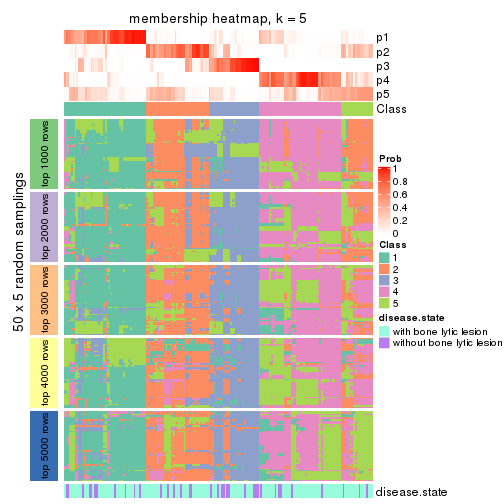 membership heatmap, k = 5
p1
p2
p3
p4
p5
Class
50 x 5 random samplings
top 1000 rows
top 2000 rows
top 3000 rows
top 4000 rows
top 5000 rows
disease.state
Prob
1
0.8
0.6
0.4
0.2
0
Class
1
2
3
4
5
disease.state
with bone lytic lesion
without bone lytic lesion